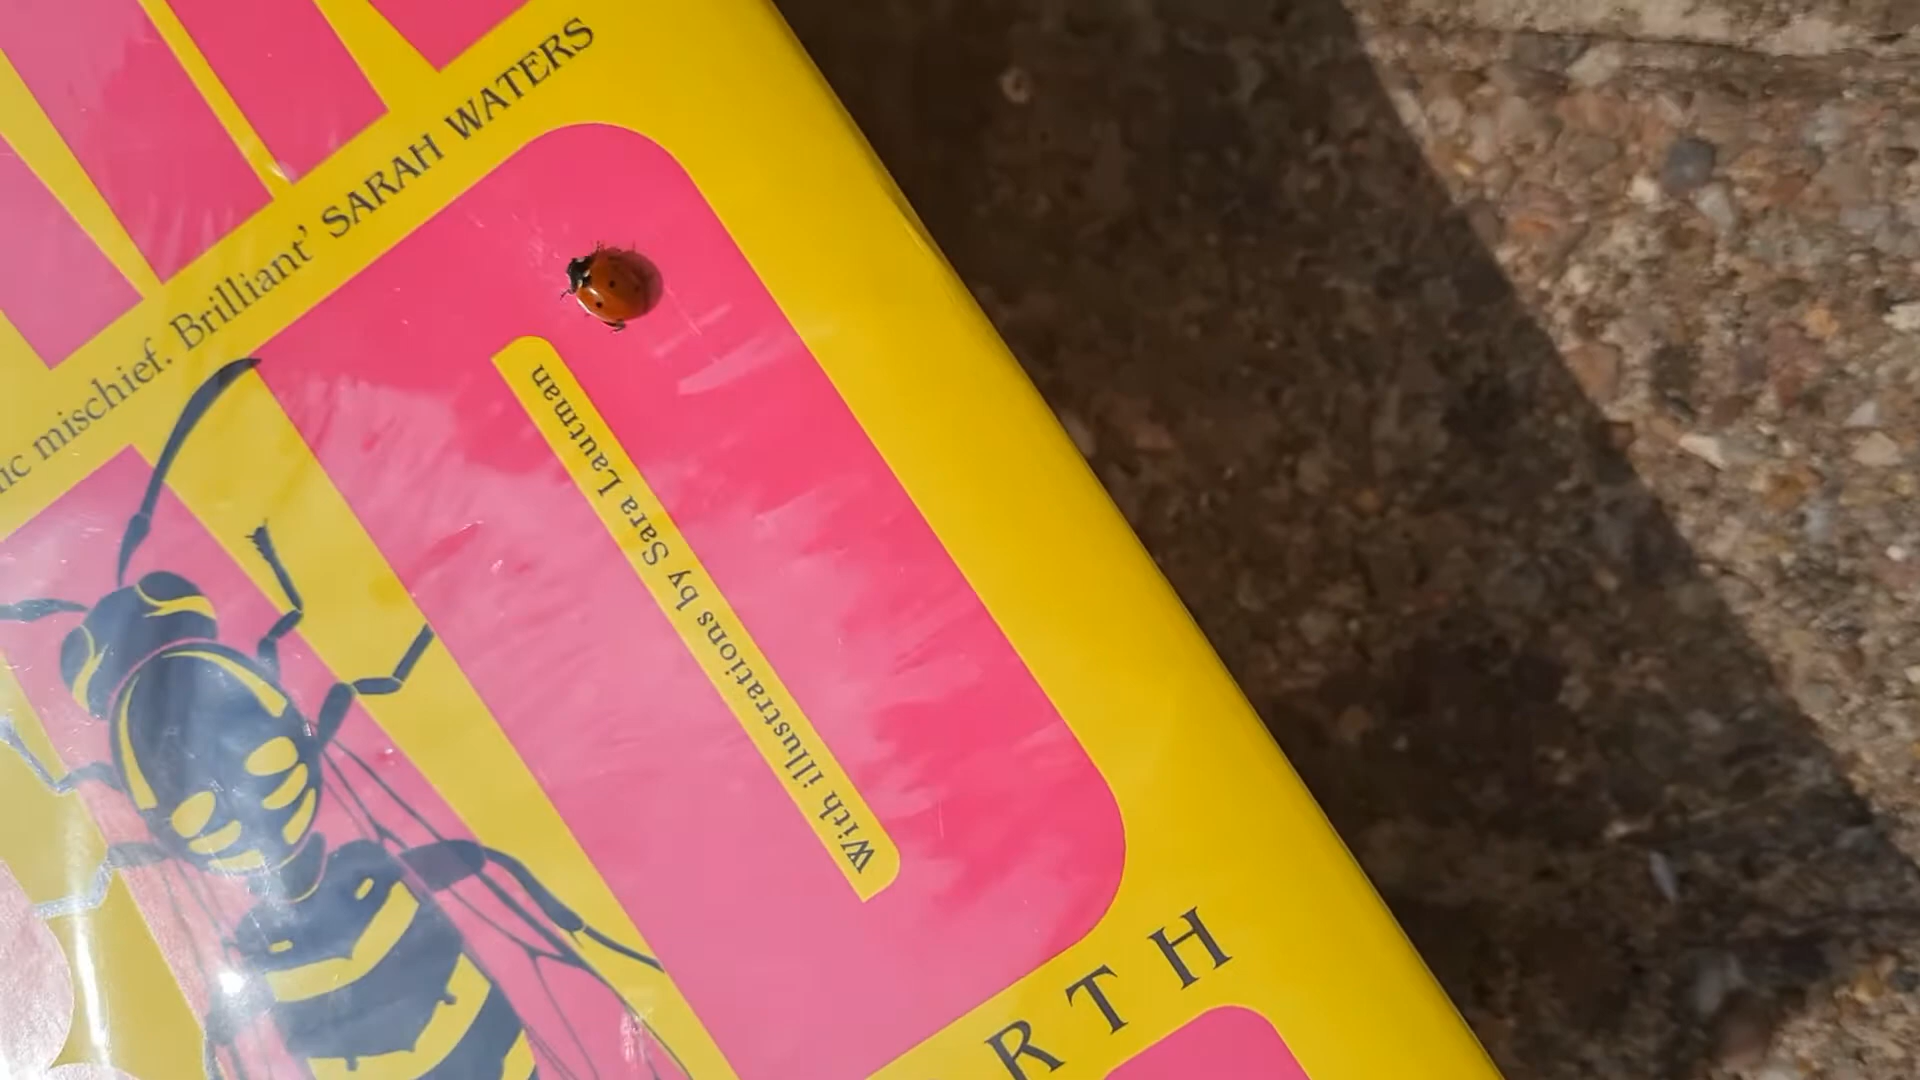 mischief. Brilliant' SARAH WATERS
With illustrations by Sara Lautman
RTH